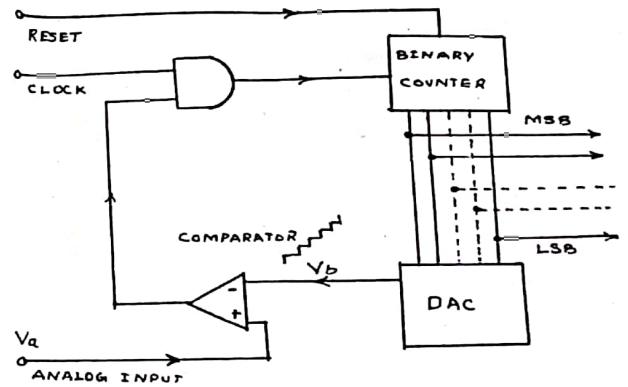 RESET
CLOCK
BINARY
COUNTER
MSB
LSB
COMPARATOR
Vb
-
+
DAC
Va
ANALOG INPUT